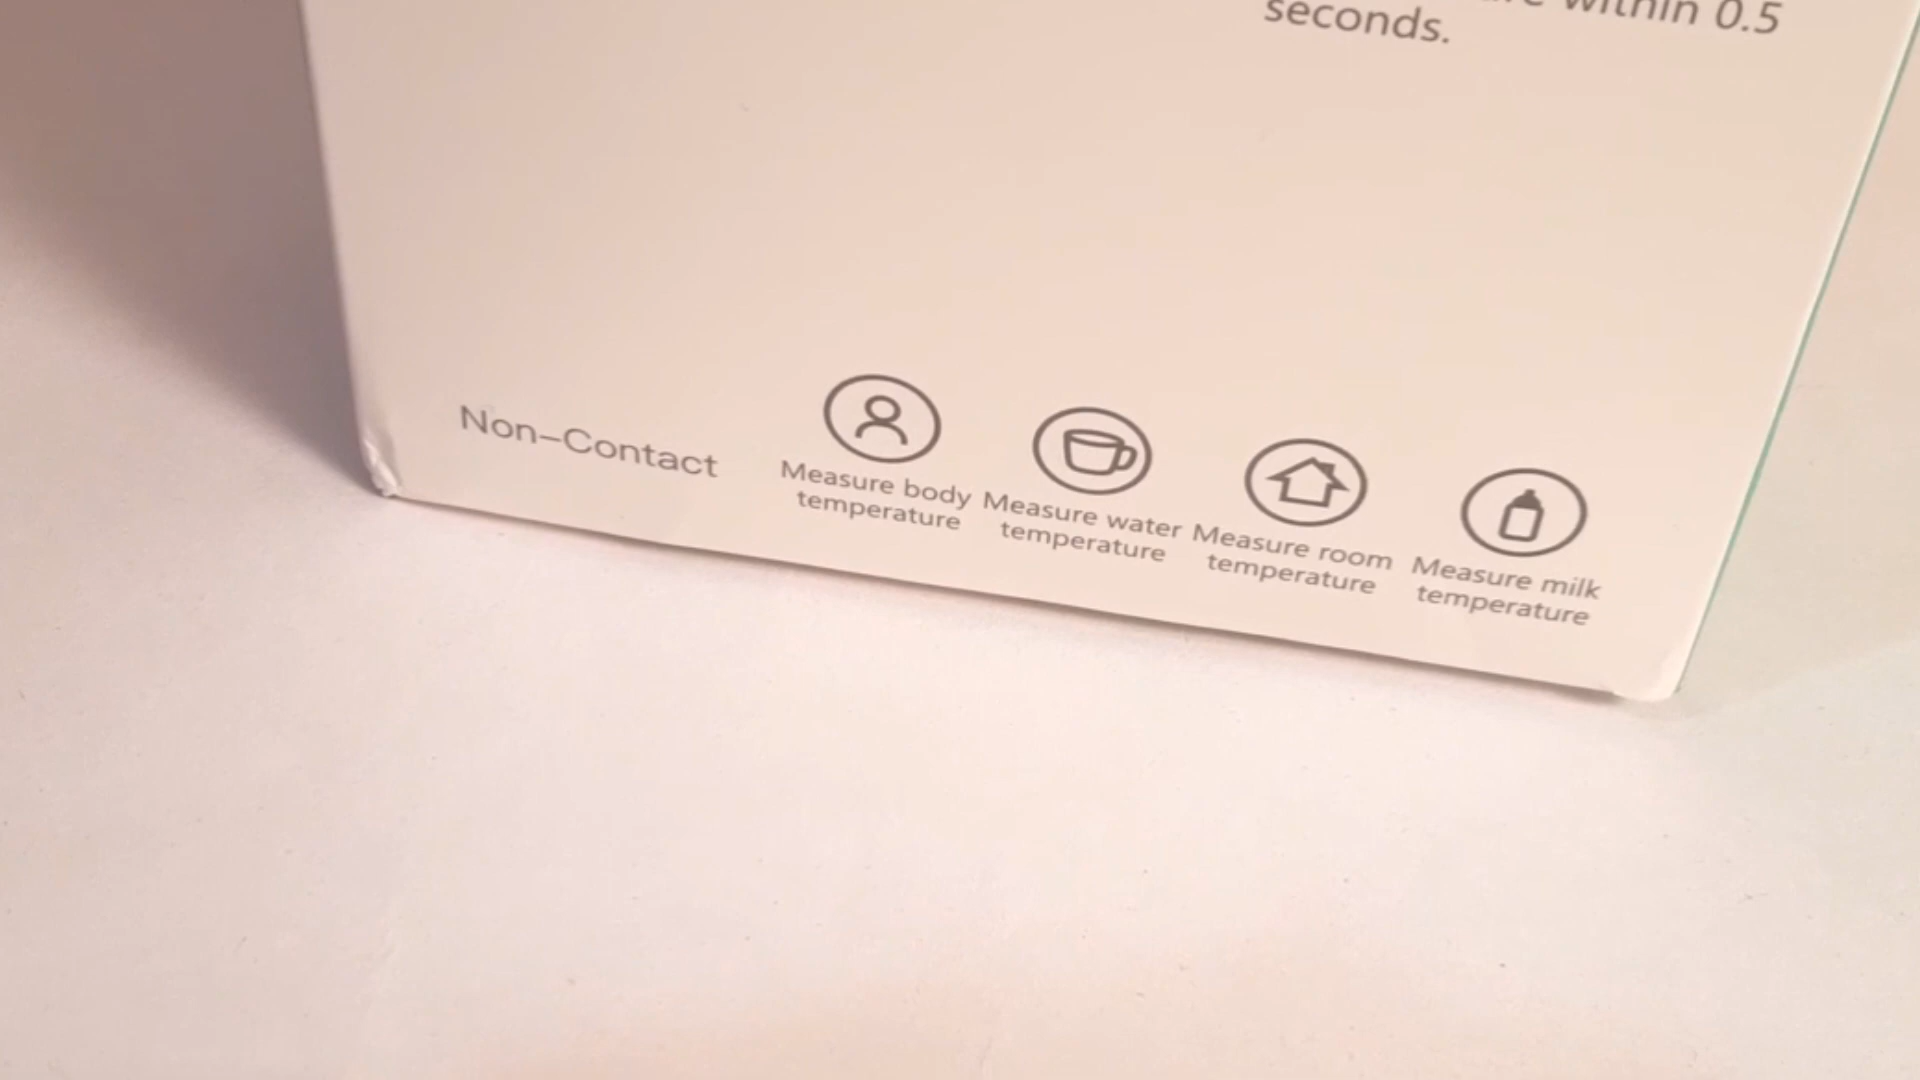 within 0.5
seconds.
Non-Contact
Measure body
temperature
Measure water
temperature
Measure room
temperature
Measure milk
temperature